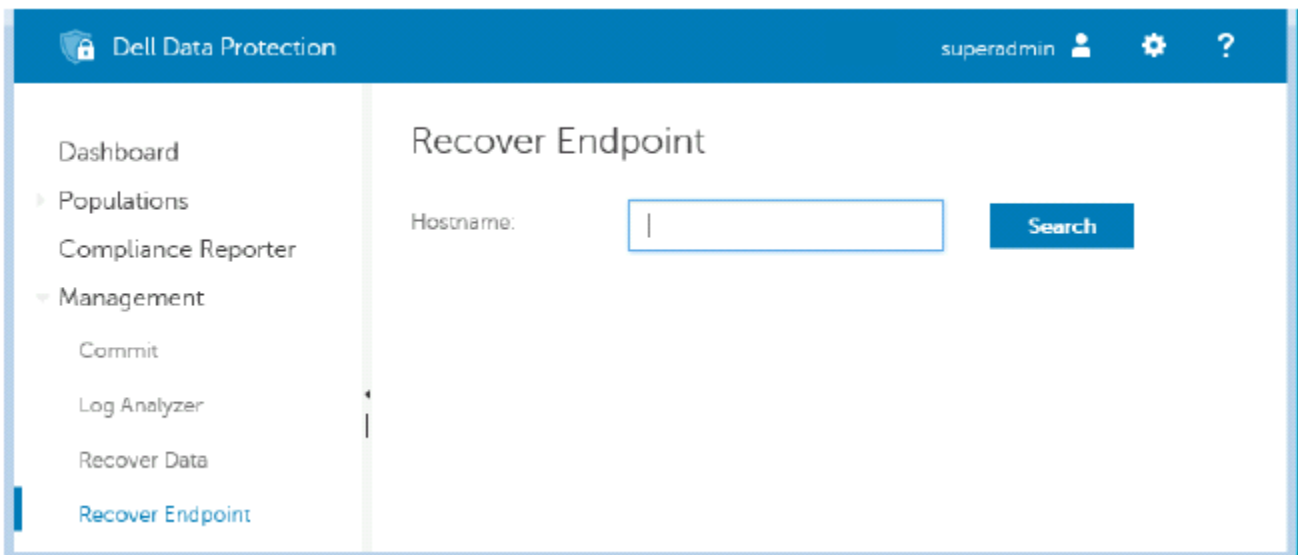 Dell Data Protection
superadmin
?
Dashboard
Populations
Compliance Reporter
Management
Commit
Log Analyzer
Recover Data
Recover Endpoint
Recover Endpoint
Hostname:
Search